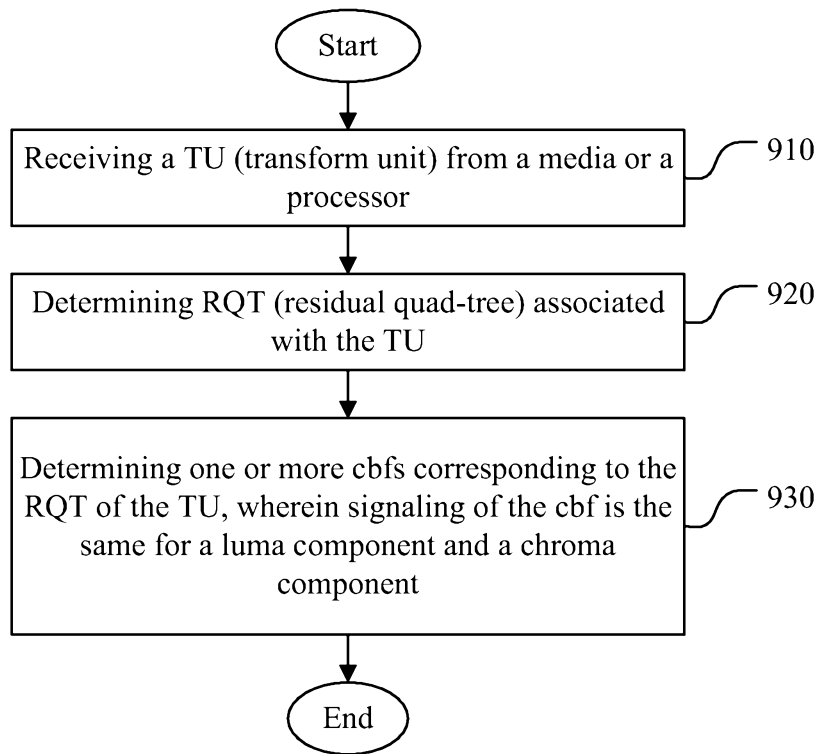 Start
Receiving a TU (transform unit) from a media or a
processor
910
Determining RQT (residual quad-tree) associated
with the TU
920
Determining one or more cbfs corresponding to the
RQT of the TU, wherein signaling of the cbf is the
same for a luma component and a chroma
component
930
End